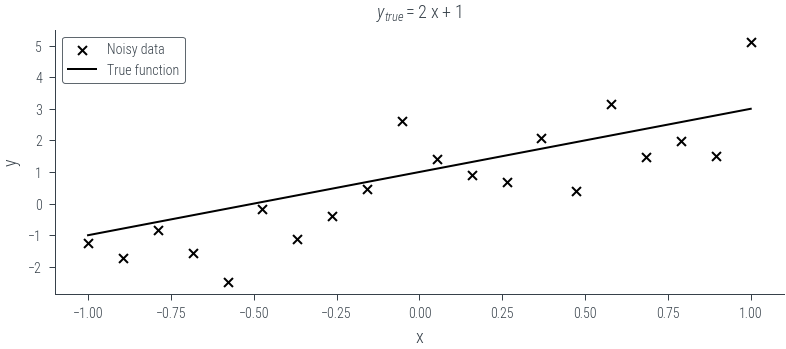 y_true = 2 x + 1
Noisy data
True function
y
5
4
3
2
1
0
−1
−2
−1.00 −0.75 −0.50 −0.25 0.00 0.25 0.50 0.75 1.00
x